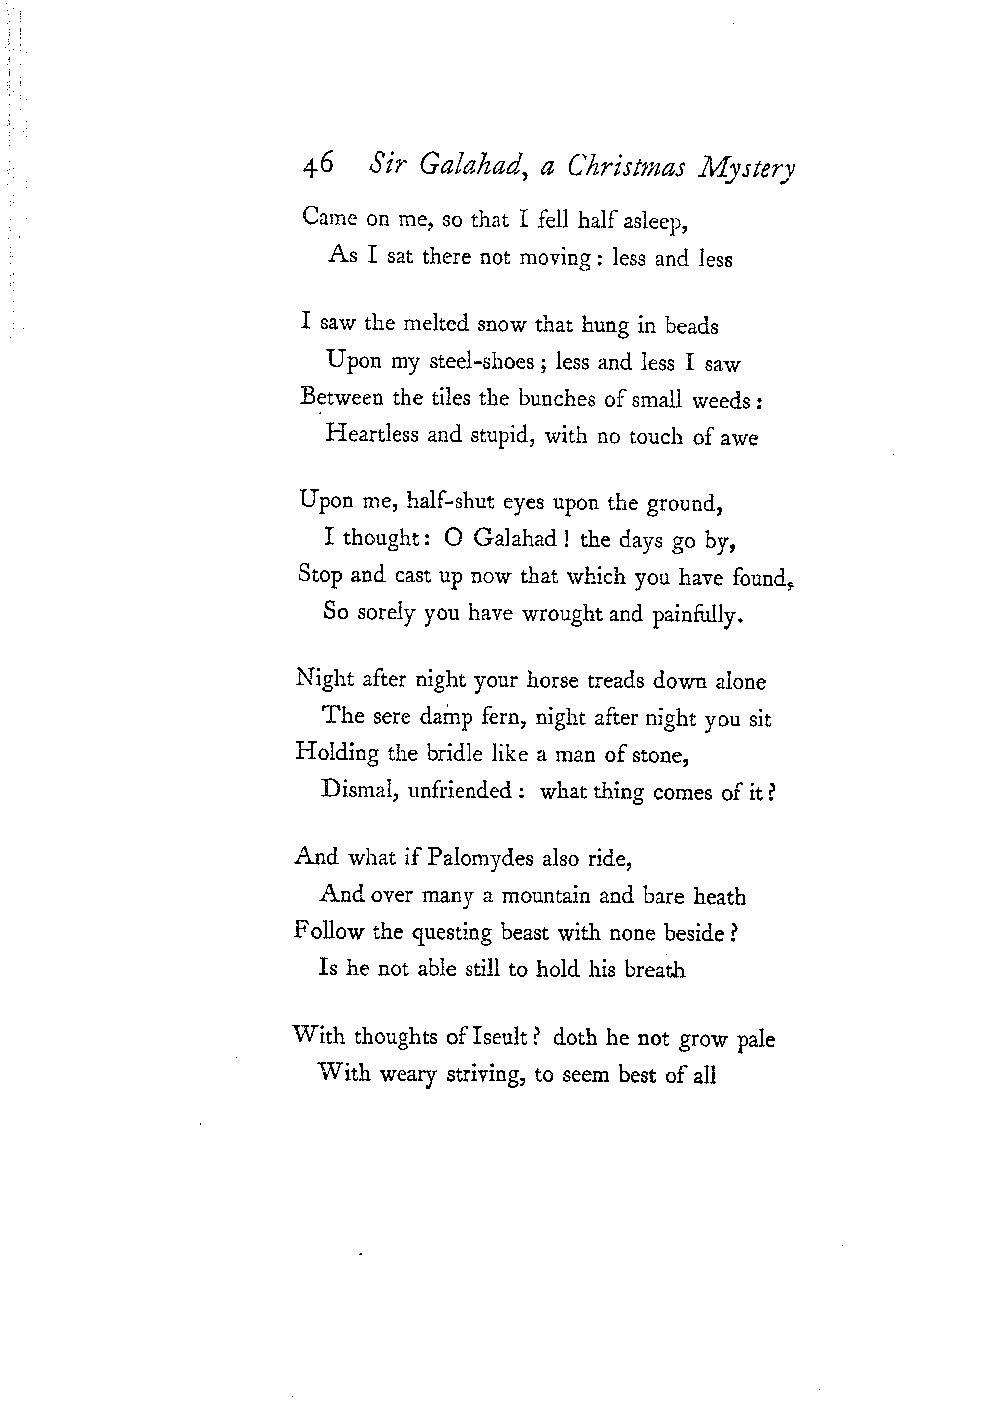 46 Sir Galahad, a Christmas Mystery
Came on me, so that I fell half asleep,
As I sat there not moving : less and less
I saw the melted snow that hung in beads
Upon my steel-shoes ; less and less I saw
Between the tiles the bunches of small weeds :
Heartless and stupid, with no touch of awe
Upon me, half-shut eyes upon the ground,
I thought : O Galahad ! the days go by,
Stop and cast up now that which you have found,
So sorely you have wrought and painfully.
Night after night your horse treads down alone
The sere damp fern, night after night you sit
Holding the bridle like a man of stone,
Dismal, unfriended : what thing comes of it ?
And what if Palomydes also ride,
And over many a mountain and bare heath
Follow the questing beast with none beside ?
Is he not able still to hold his breath
With thoughts of Iseult ? doth he not grow pale
With weary striving, to seem best of all